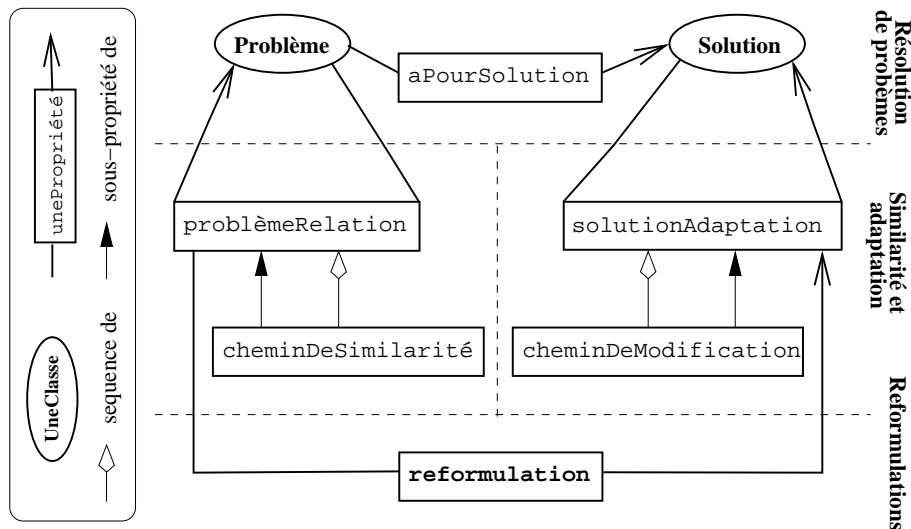 unePropriété
sous−propriété de
UneClasse
sequence de
Problème
aPourSolution
Solution
Résolution
de probèmes
problèmeRelation
solutionAdaptation
Similarité et
adaptation
cheminDeSimilarité
cheminDeModification
reformulation
Reformulations